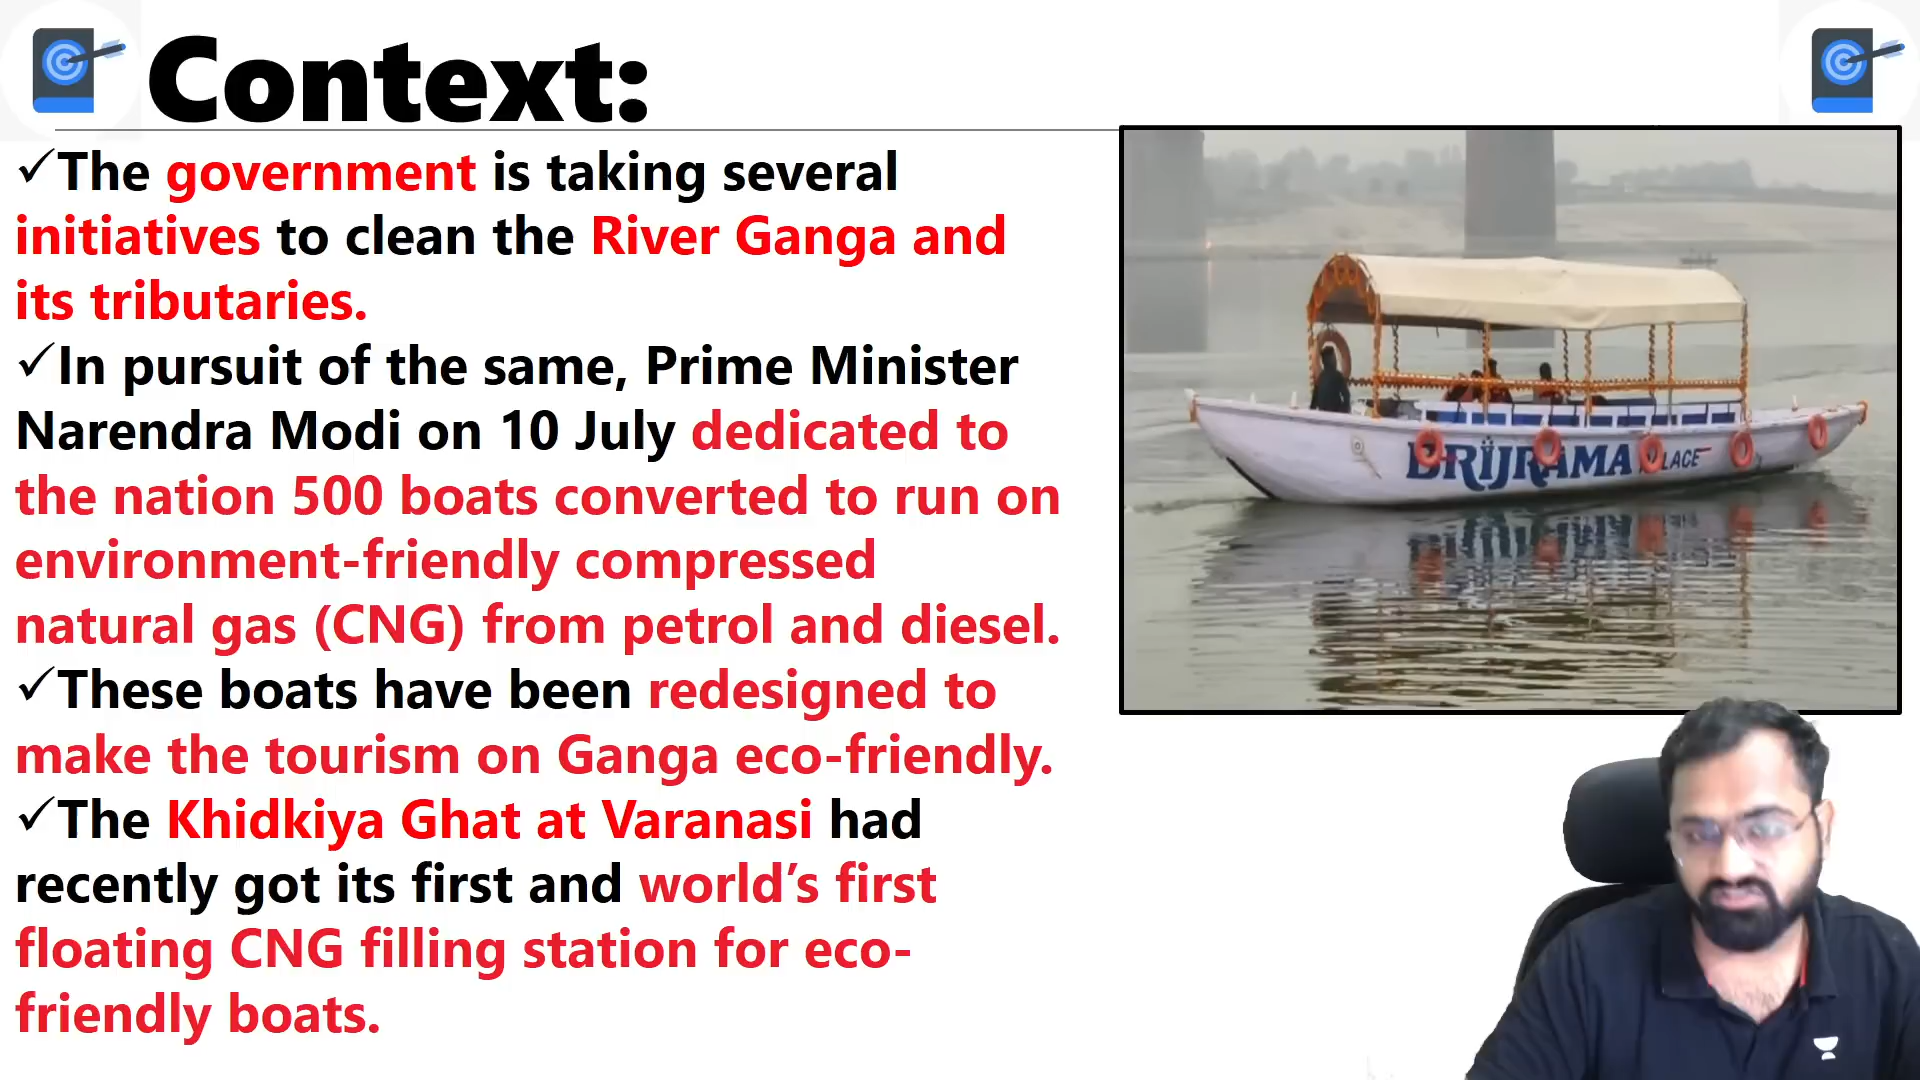 Context:
✓The government is taking several
initiatives to clean the River Ganga and
its tributaries.
✓In pursuit of the same, Prime Minister
Narendra Modi on 10 July dedicated to
the nation 500 boats converted to run on
environment-friendly compressed
natural gas (CNG) from petrol and diesel.
✓These boats have been redesigned to
make the tourism on Ganga eco-friendly.
✓The Khidkiya Ghat at Varanasi had
recently got its first and world’s first
floating CNG filling station for eco-
friendly boats.
BRIJRAMA